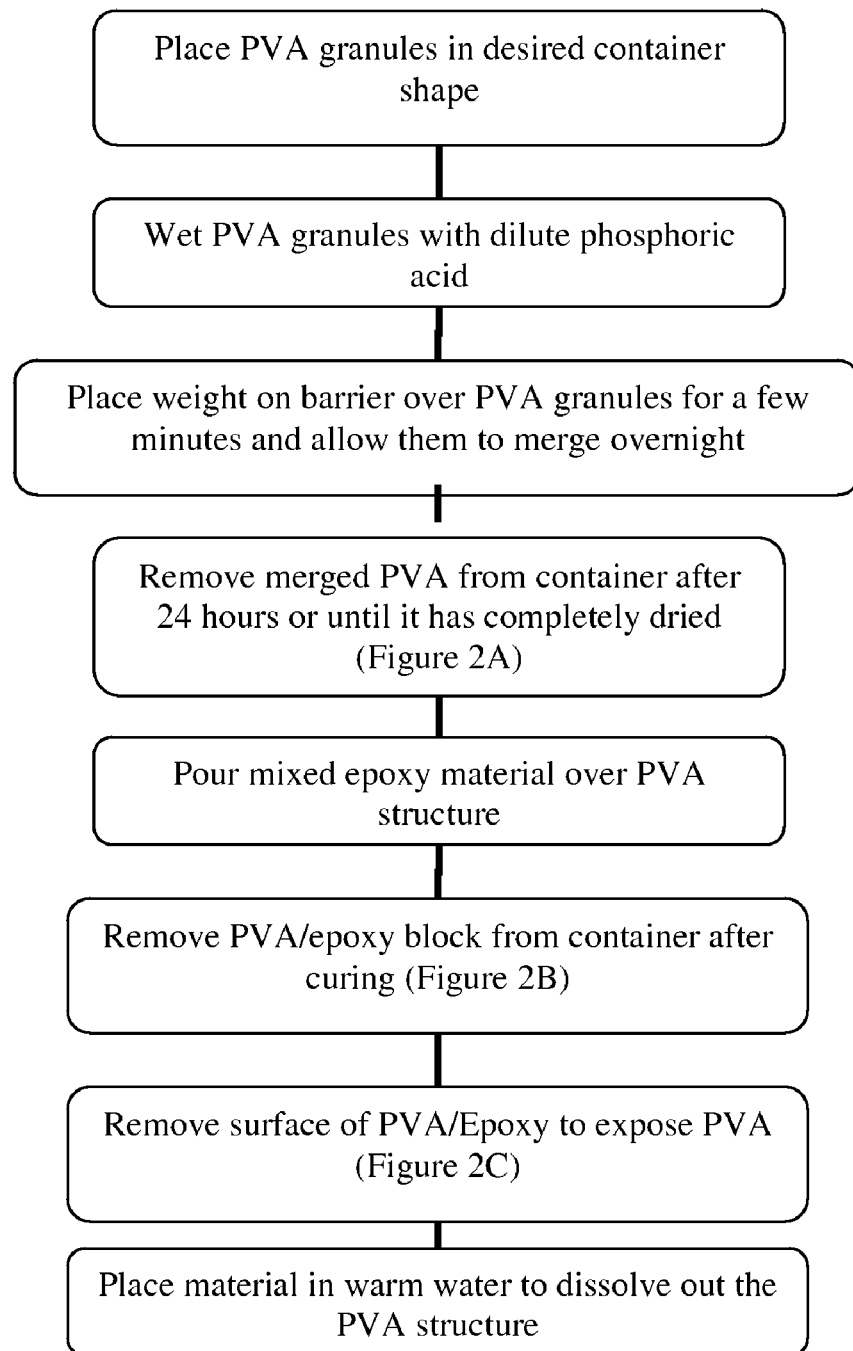 Place PVA granules in desired container
shape
Wet PVA granules with dilute phosphoric
acid
Place weight on barrier over PVA granules for a few
minutes and allow them to merge overnight
Remove merged PVA from container after
24 hours or until it has completely dried
(Figure 2A)
Pour mixed epoxy material over PVA
structure
Remove PVA/epoxy block from container after
curing (Figure 2B)
Remove surface of PVA/Epoxy to expose PVA
(Figure 2C)
Place material in warm water to dissolve out the
PVA structure